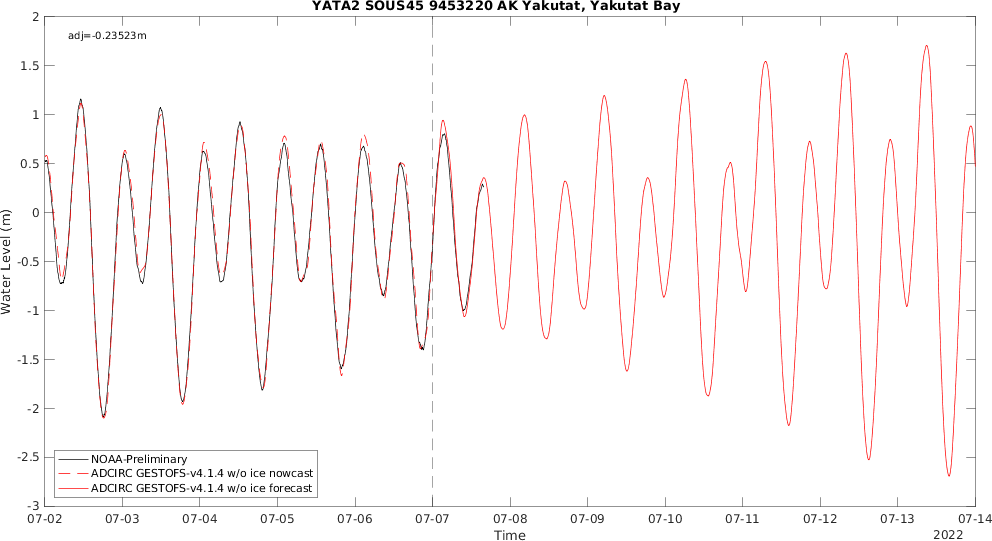 YATA2 SOUS45 9453220 AK Yakutat, Yakutat Bay
adj=-0.23523m
2
1.5
1
0.5
0
-0.5
-1
-1.5
-2
-2.5
-3
Water Level (m)
NOAA-Preliminary
ADCIRC GESTOFS-v4.1.4 w/o ice nowcast
ADCIRC GESTOFS-v4.1.4 w/o ice forecast
07-02 07-03 07-04 07-05 07-06 07-07 07-08 07-09 07-10 07-11 07-12 07-13 07-14
Time
2022